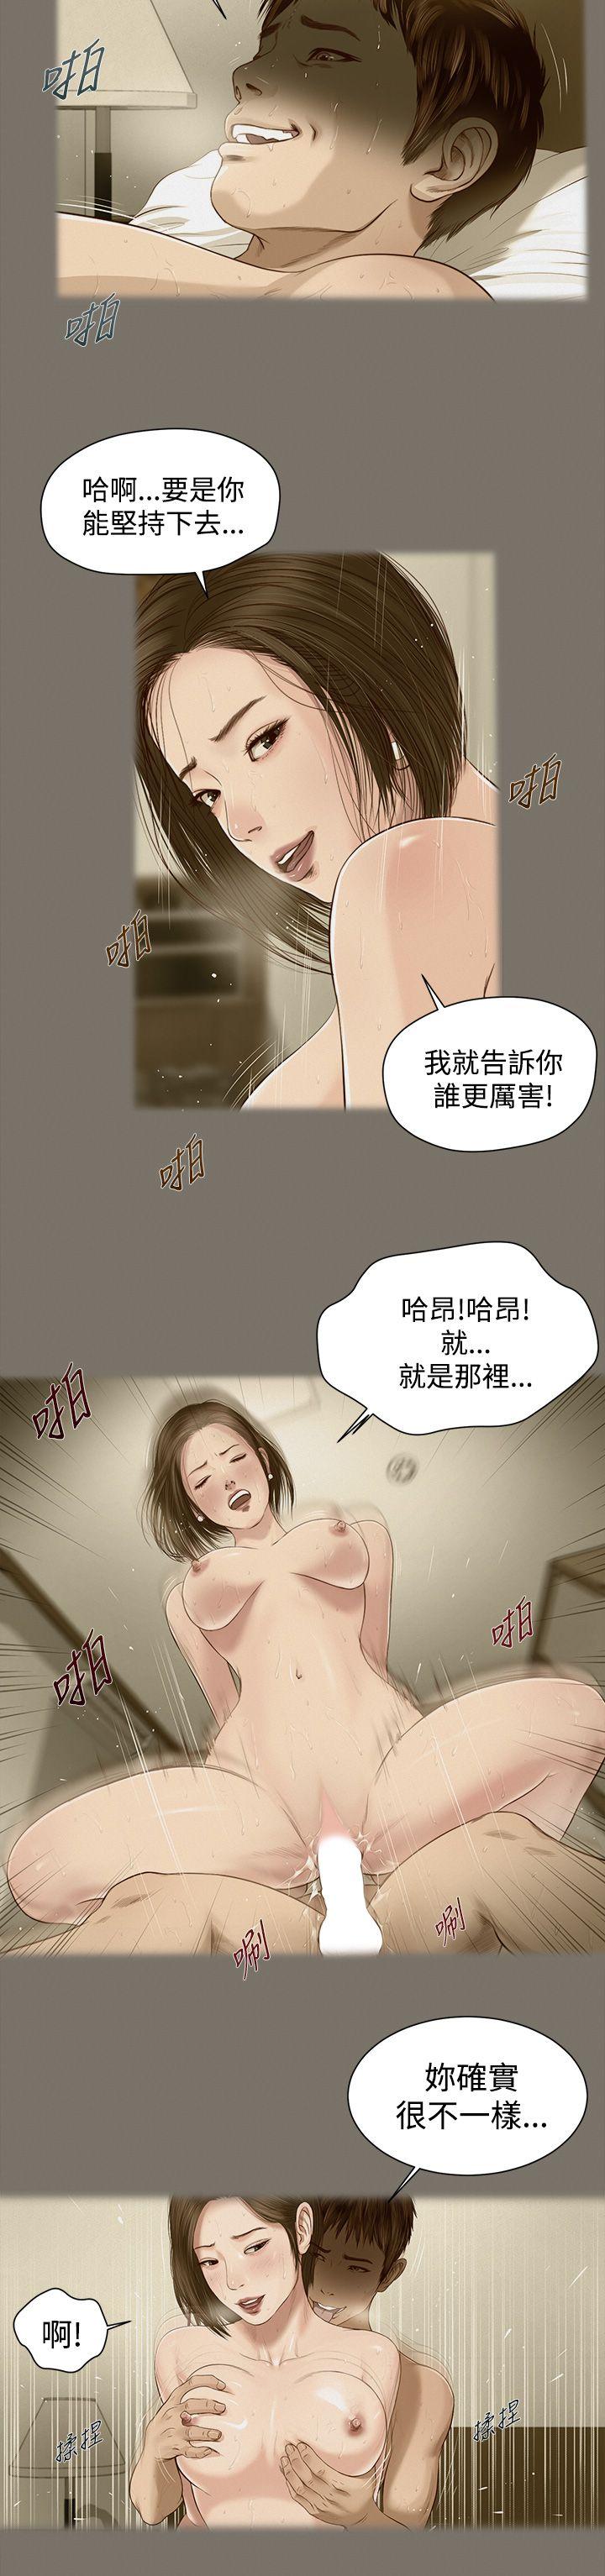 啪
啪
哈啊...要是你
能堅持下去...
啪
啪
我就告訴你
誰更厲害!
啪
哈昂!哈昂!
就...
就是那裡...
啪
啪
啪
唰
唰
妳確實
很不一樣...
啊!
揉捏
揉捏